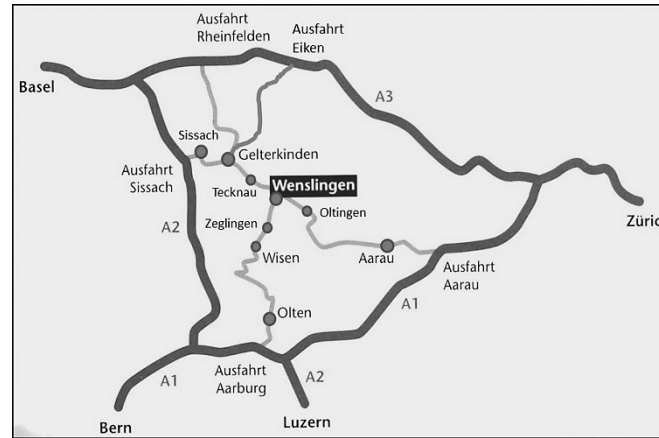 Ausfahrt
Rheinfelden
Ausfahrt
Eiken
Basel
A3
Sissach
Gelterkinden
Ausfahrt
Sissach
Tecknau
Wenslingen
Oltingen
Zeglingen
A2
Züric
Wisen
Aarau
Ausfahrt
Aarau
A1
Olten
A1
Ausfahrt
Aarburg
A2
Bern
Luzern